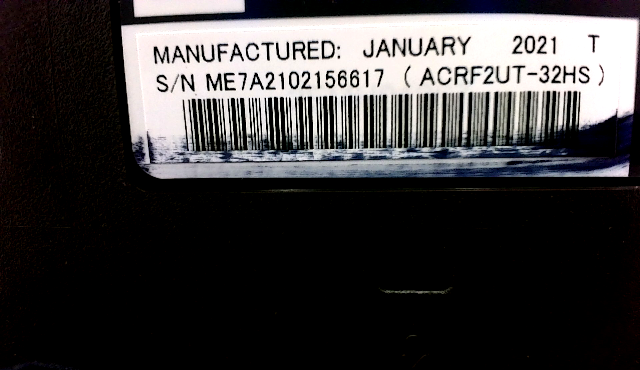 MANUFACTURED: JANUARY 2021 T
S/N ME7A2102156617 (ACRF2UT-32HS)